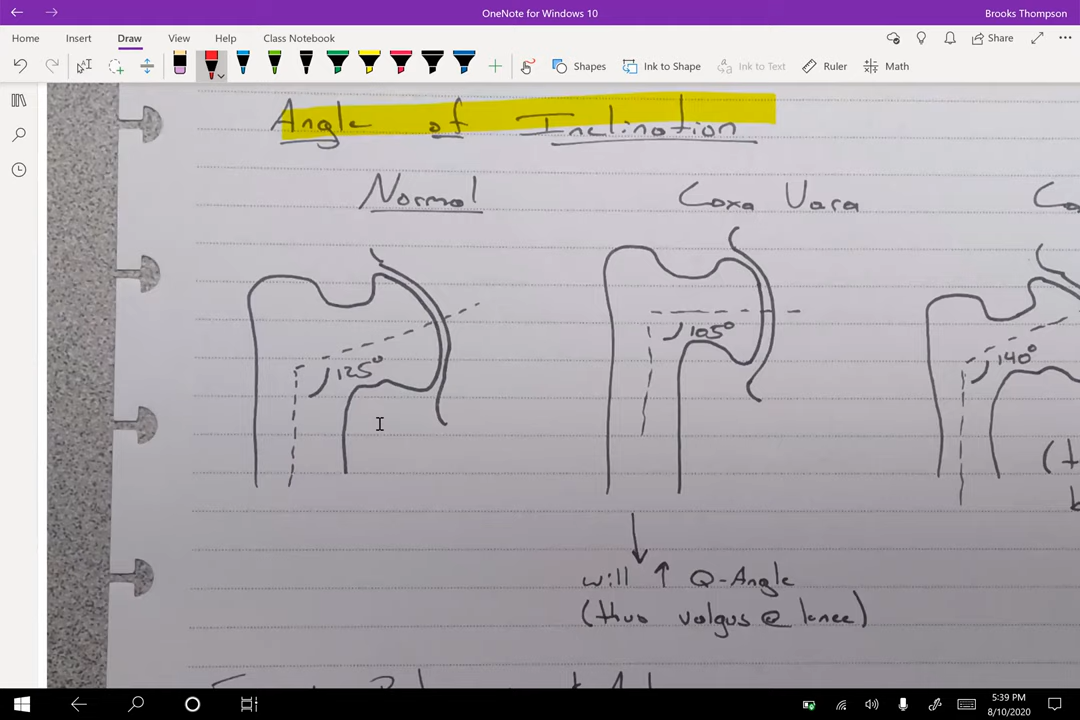 OneNote for Windows 10
Brooks Thompson
Home Insert Draw View Help Class Notebook
Share
Shapes Ink to Shape Ink to Text Ruler Math
Angle of Inclination
Normal Coxa Vara
125° 105° 140°
will ↑ Q-Angle
(thus valgus @ knee)
5:39 PM
8/10/2020